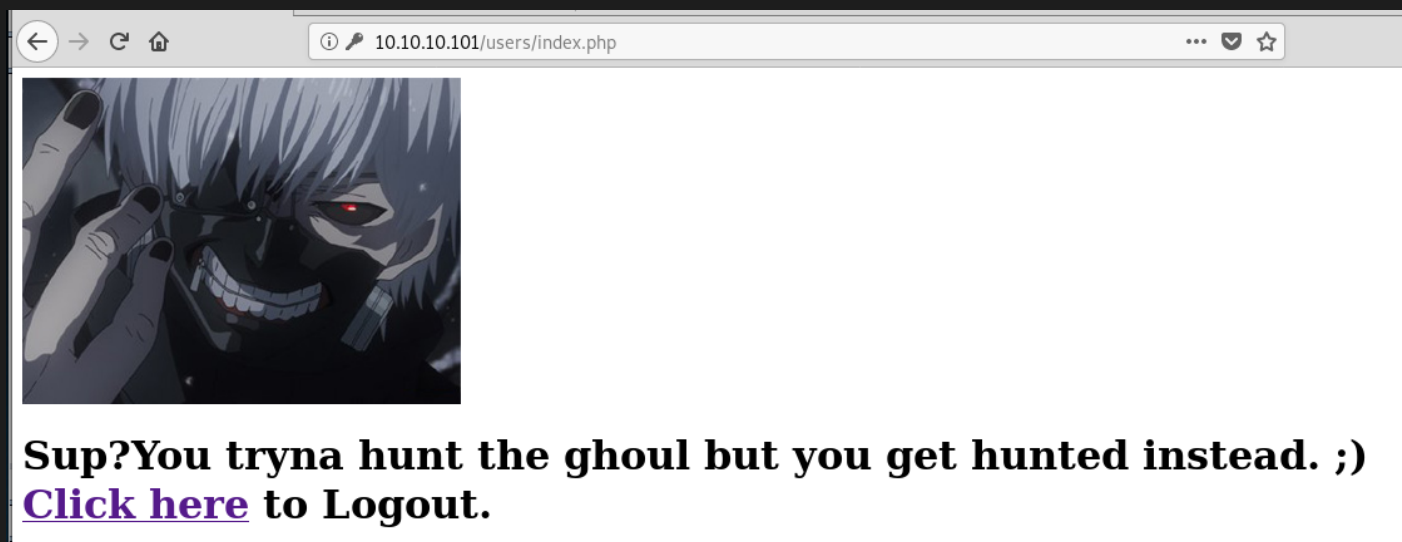 10.10.10.101/users/index.php
Sup?You tryna hunt the ghoul but you get hunted instead. ;)
Click here to Logout.